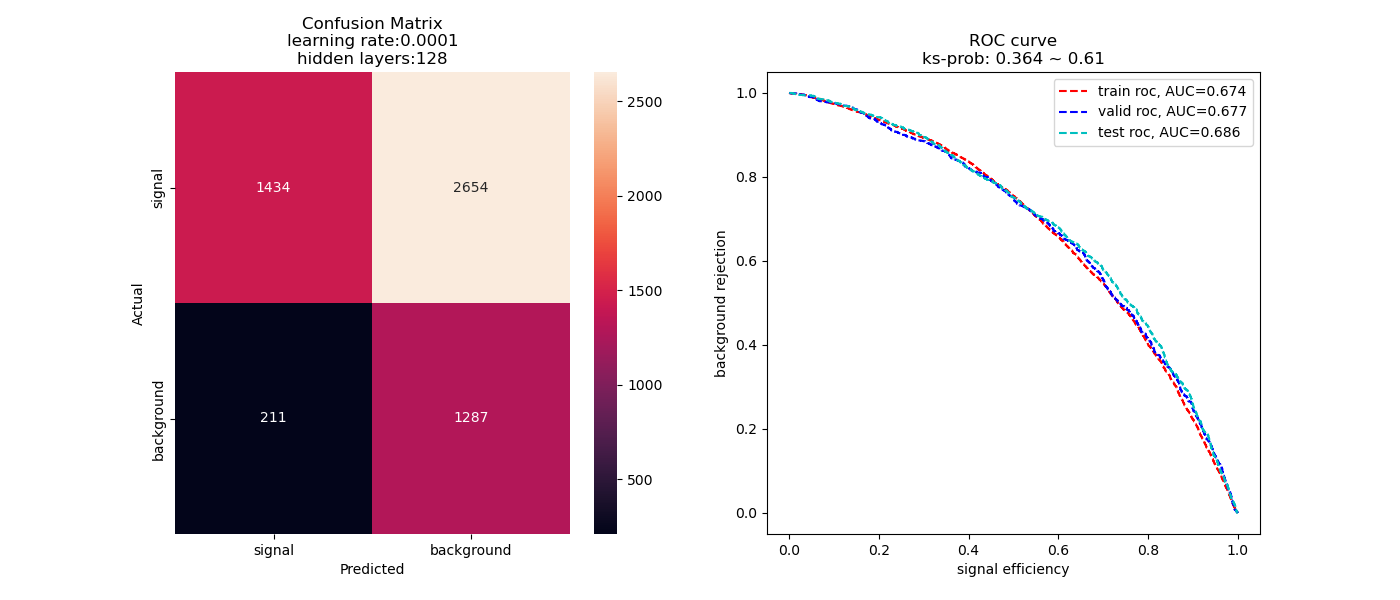 Confusion Matrix
learning rate:0.0001
hidden layers:128
signal
background
Actual
1434
2654
211
1287
signal
background
Predicted
2500
2000
1500
1000
500
ROC curve
ks-prob: 0.364 ~ 0.61
train roc, AUC=0.674
valid roc, AUC=0.677
test roc, AUC=0.686
background rejection
1.0
0.8
0.6
0.4
0.2
0.0
0.0 0.2 0.4 0.6 0.8 1.0
signal efficiency